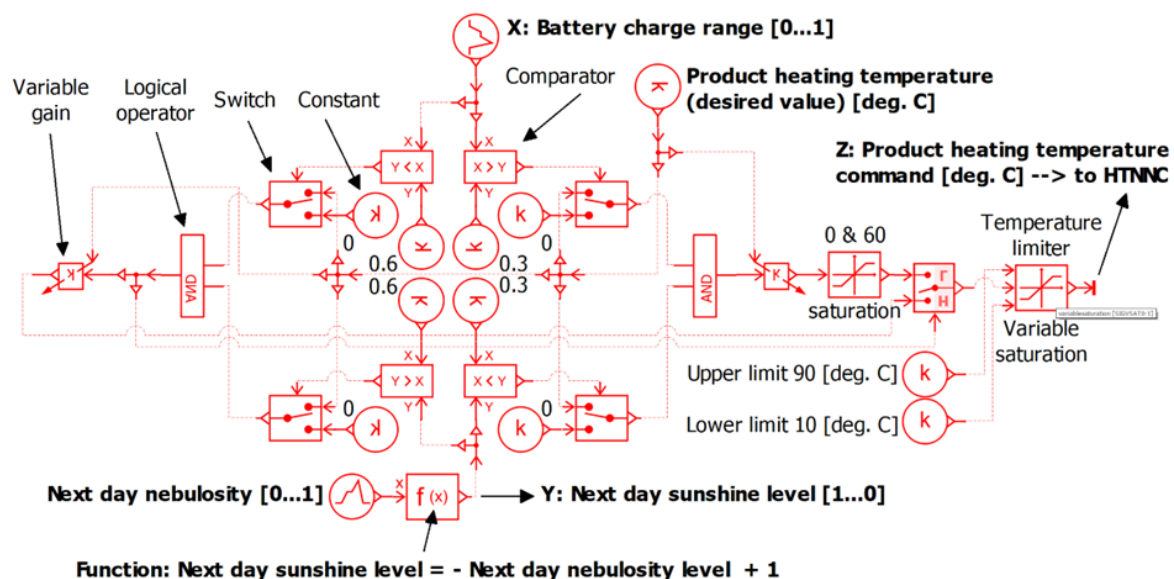 X: Battery charge range [0...1]
Variable
gain
Logical
operator
Switch
Constant
Comparator
Product heating temperature
(desired value) [deg. C]
k
Z: Product heating temperature
command [deg. C] --> to HTNNC
X
X
Y < X
X > Y
Y
Y
k
k
0
0
k
k
0.6
0.3
0.6
0.3
k
k
k
AND
AND
k
0 & 60
saturation
Temperature
limiter
L
H
Variable
saturation
X
X
Y > X
X < Y
Y
Y
0
0
k
k
Upper limit 90 [deg. C]
k
Lower limit 10 [deg. C]
k
Next day nebulosity [0...1]
x
f(x)
Y: Next day sunshine level [1...0]
Function: Next day sunshine level = - Next day nebulosity level + 1